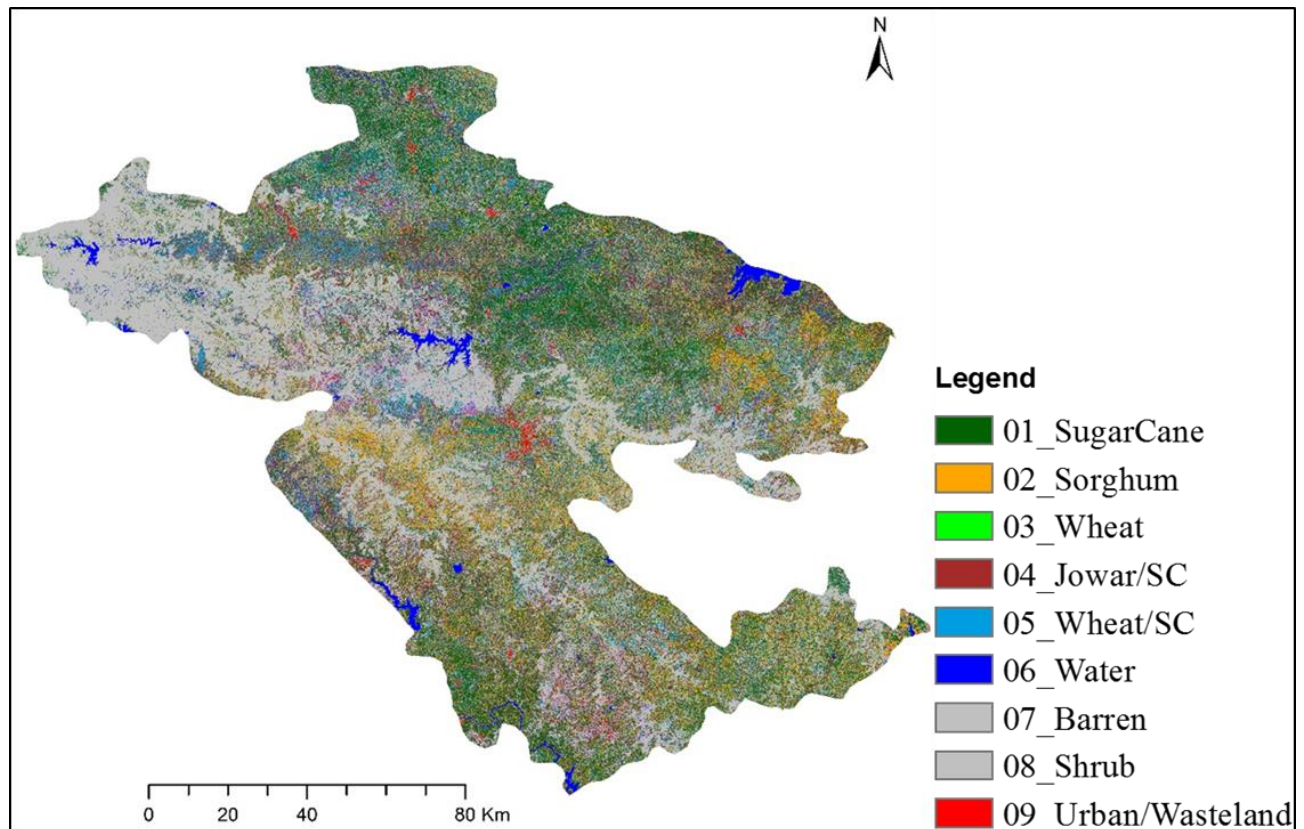 N
Legend
01_SugarCane
02_Sorghum
03_Wheat
04_Jowar/SC
05_Wheat/SC
06_Water
07_Barren
08_Shrub
09_Urban/Wasteland
0 20 40 80 Km